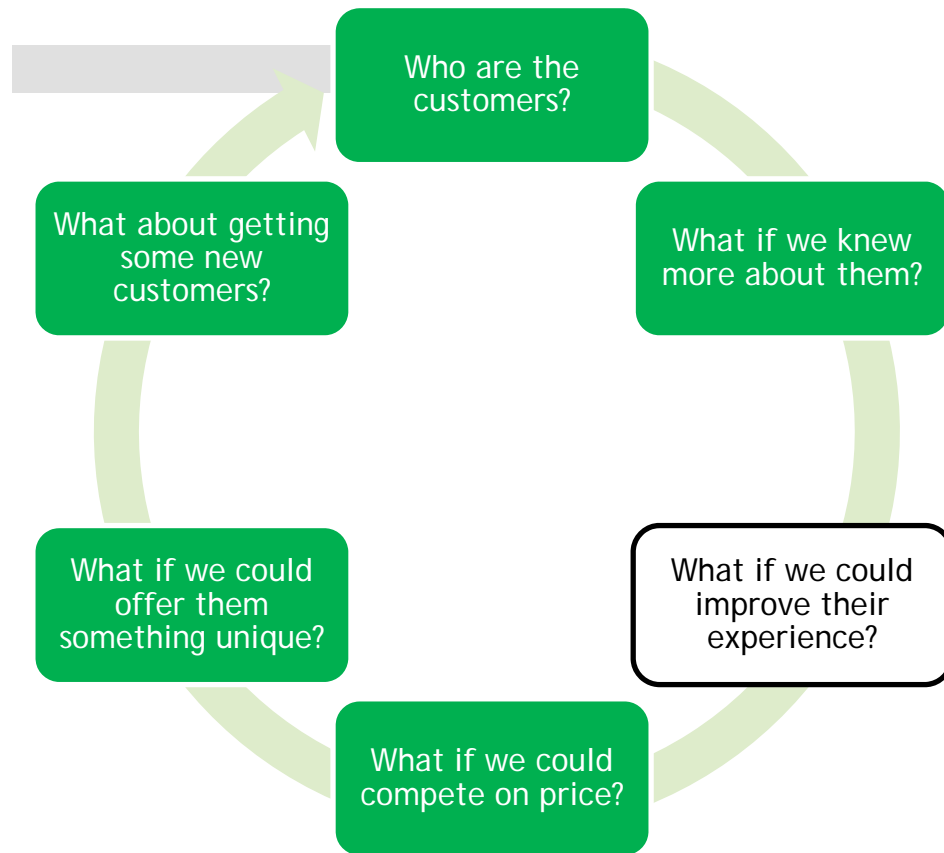 Who are the
customers?
What if we knew
more about them?
What if we could
improve their
experience?
What if we could
compete on price?
What if we could
offer them
something unique?
What about getting
some new
customers?